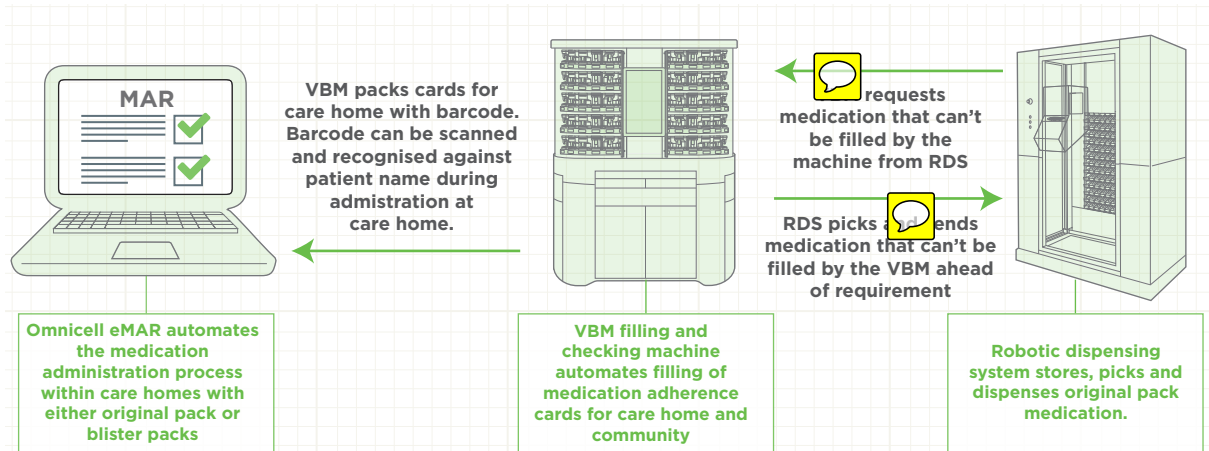 MAR
VBM packs cards for
care home with barcode.
Barcode can be scanned
and recognised against
patient name during
admistration at
care home.
requests
medication that can't
be filled by the
machine from RDS
RDS picks ends
medication that can't be
filled by the VBM ahead
of requirement
Omnicell eMAR automates
the medication
administration process
within care homes with
either original pack or
blister packs
VBM filling and
checking machine
automates filling of
medication adherence
cards for care home and
community
Robotic dispensing
system stores, picks and
dispenses original pack
medication.